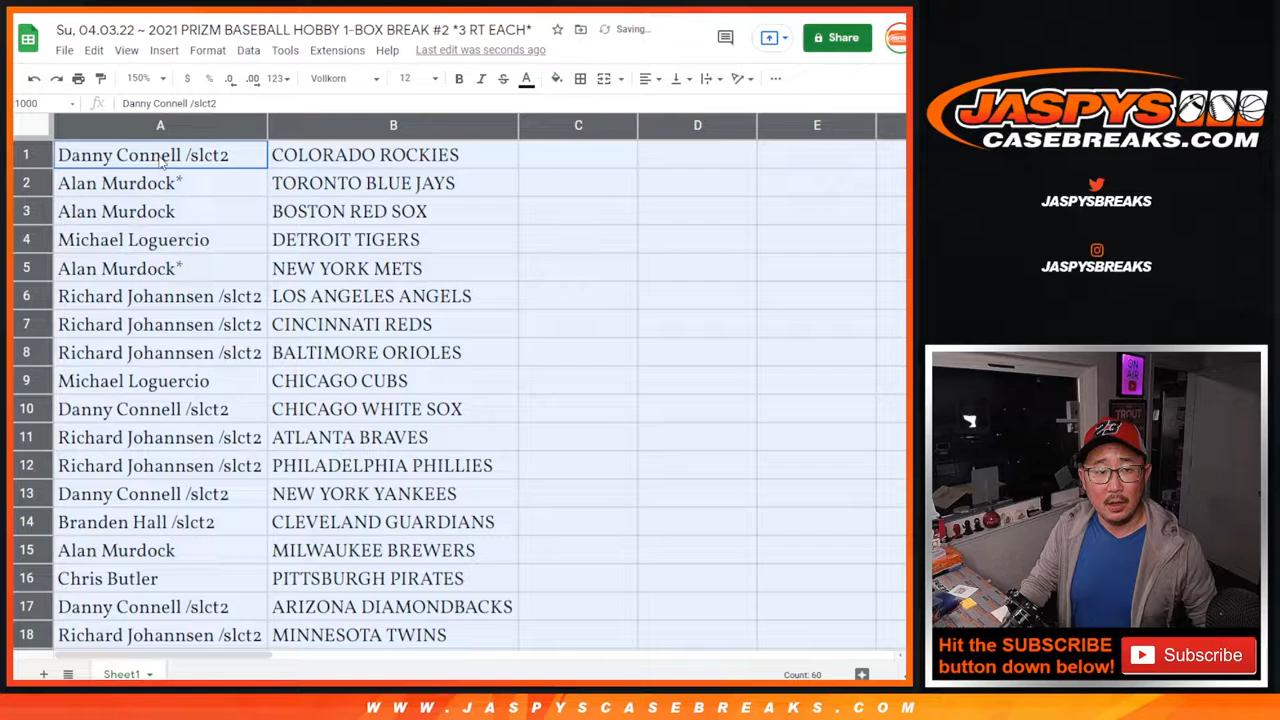 Su, 04.03.22 ~ 2021 PRIZM BASEBALL HOBBY 1-BOX BREAK #2 *3 RT EACH*
Saving...
File Edit View Insert Format Data Tools Extensions Help Last edit was seconds ago
Share
150% $ % .0 .00 123 Vollkorn 12 B I S A
1000 fx Danny Connell /slct2
A B C D E
1 Danny Connell /slct2 COLORADO ROCKIES
2 Alan Murdock* TORONTO BLUE JAYS
3 Alan Murdock BOSTON RED SOX
4 Michael Loguercio DETROIT TIGERS
5 Alan Murdock* NEW YORK METS
6 Richard Johannsen /slct2 LOS ANGELES ANGELS
7 Richard Johannsen /slct2 CINCINNATI REDS
8 Richard Johannsen /slct2 BALTIMORE ORIOLES
9 Michael Loguercio CHICAGO CUBS
10 Danny Connell /slct2 CHICAGO WHITE SOX
11 Richard Johannsen /slct2 ATLANTA BRAVES
12 Richard Johannsen /slct2 PHILADELPHIA PHILLIES
13 Danny Connell /slct2 NEW YORK YANKEES
14 Branden Hall /slct2 CLEVELAND GUARDIANS
15 Alan Murdock MILWAUKEE BREWERS
16 Chris Butler PITTSBURGH PIRATES
17 Danny Connell /slct2 ARIZONA DIAMONDBACKS
18 Richard Johannsen /slct2 MINNESOTA TWINS
Sheet1
Count: 60
JASPYS
CASEBREAKS.COM
JASPYSBREAKS
JASPYSBREAKS
ON
AIR
TROUT
Hit the SUBSCRIBE
button down below!
Subscribe
WWW.JASPYSCASEBREAKS.COM